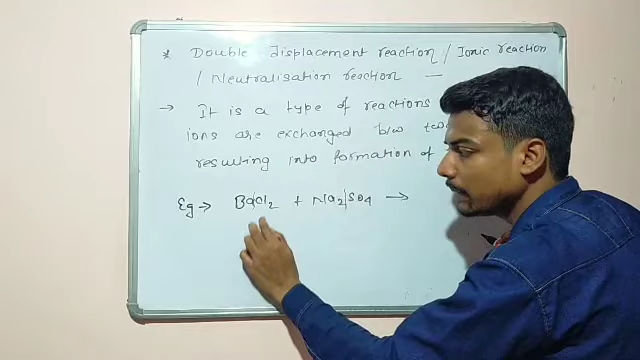 * Double displacement reaction / Ionic reaction
/ Neutralisation reaction —
→ It is a type of reactions
ions are exchanged b/w
resulting into formation of
Eg → BaCl2 + Na2SO4 →